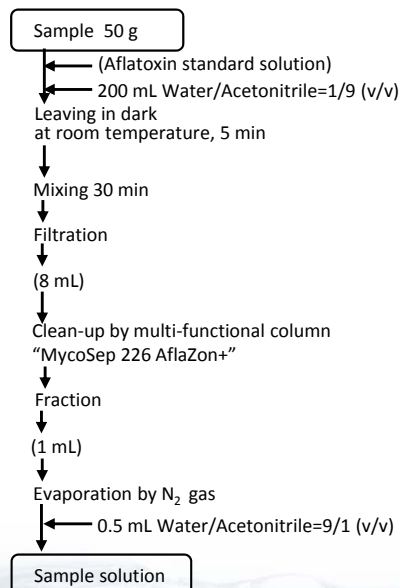 Sample 50 g
(Aflatoxin standard solution)
200 mL Water/Acetonitrile=1/9 (v/v)
Leaving in dark
at room temperature, 5 min
Mixing 30 min
Filtration
(8 mL)
Clean-up by multi-functional column
“MycoSep 226 AflaZon+”
Fraction
(1 mL)
Evaporation by N₂ gas
0.5 mL Water/Acetonitrile=9/1 (v/v)
Sample solution